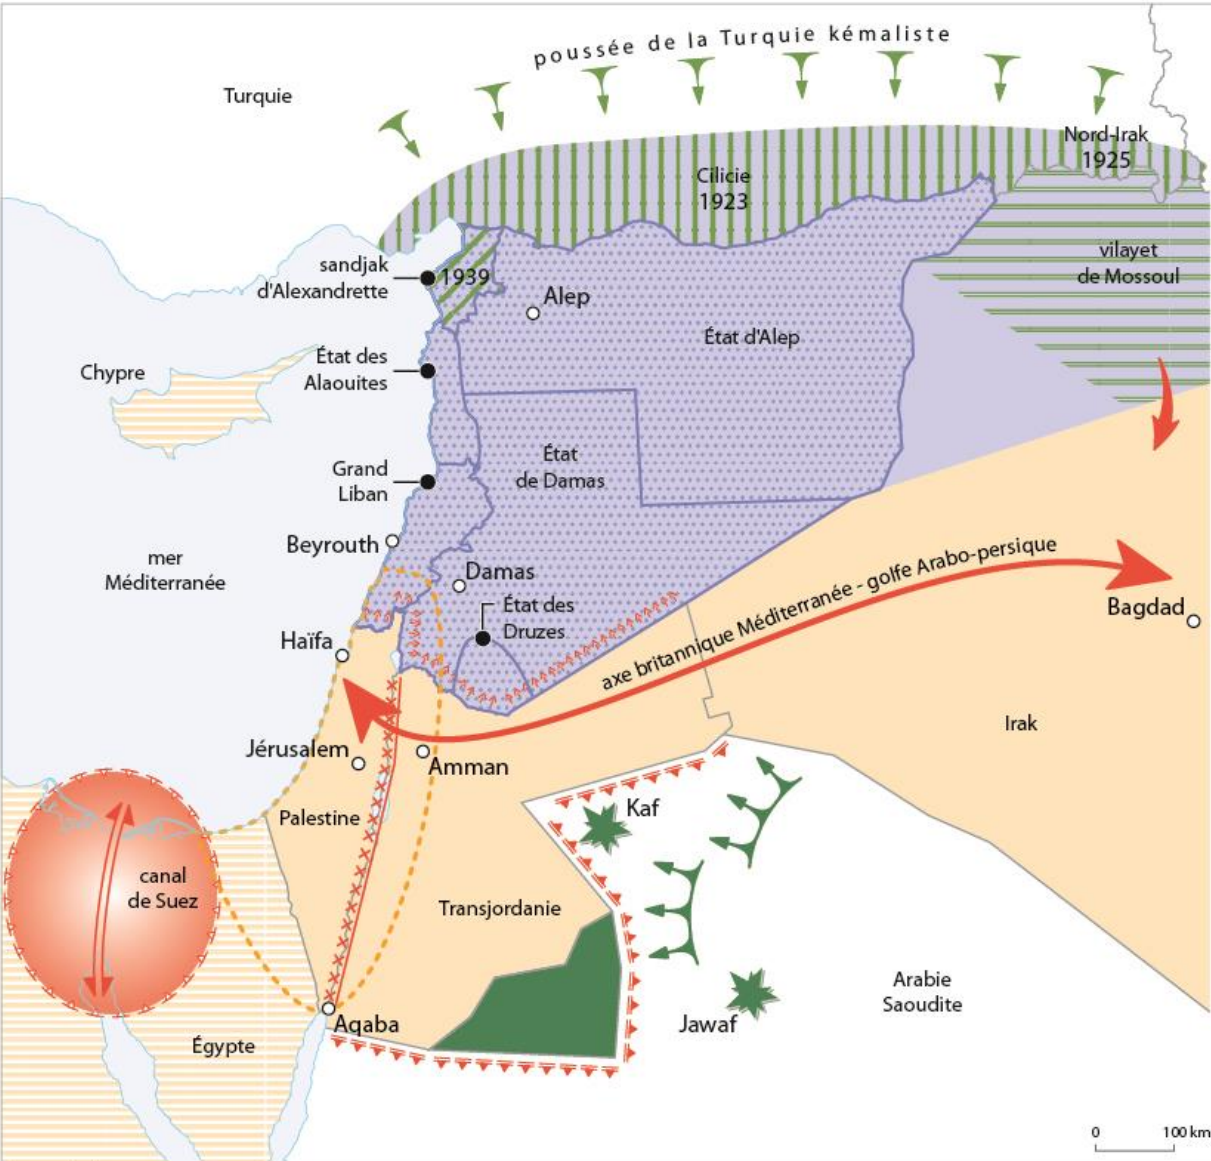 poussée de la Turquie kémaliste
Turquie
Nord-Irak
1925
Cilicie
1923
vilayet
de Mossoul
sandjak
d'Alexandrette
1939
Alep
État d'Alep
État des
Alaouites
Chypre
État
de Damas
Grand
Liban
Beyrouth
mer
Méditerranée
Damas
État des
Druzes
axe britannique Méditerranée - golfe Arabo-persique
Bagdad
Haïfa
Irak
Jérusalem
Amman
Kaf
Palestine
canal
de Suez
Transjordanie
Arabie
Saoudite
Jawaf
Aqaba
Égypte
0 100 km